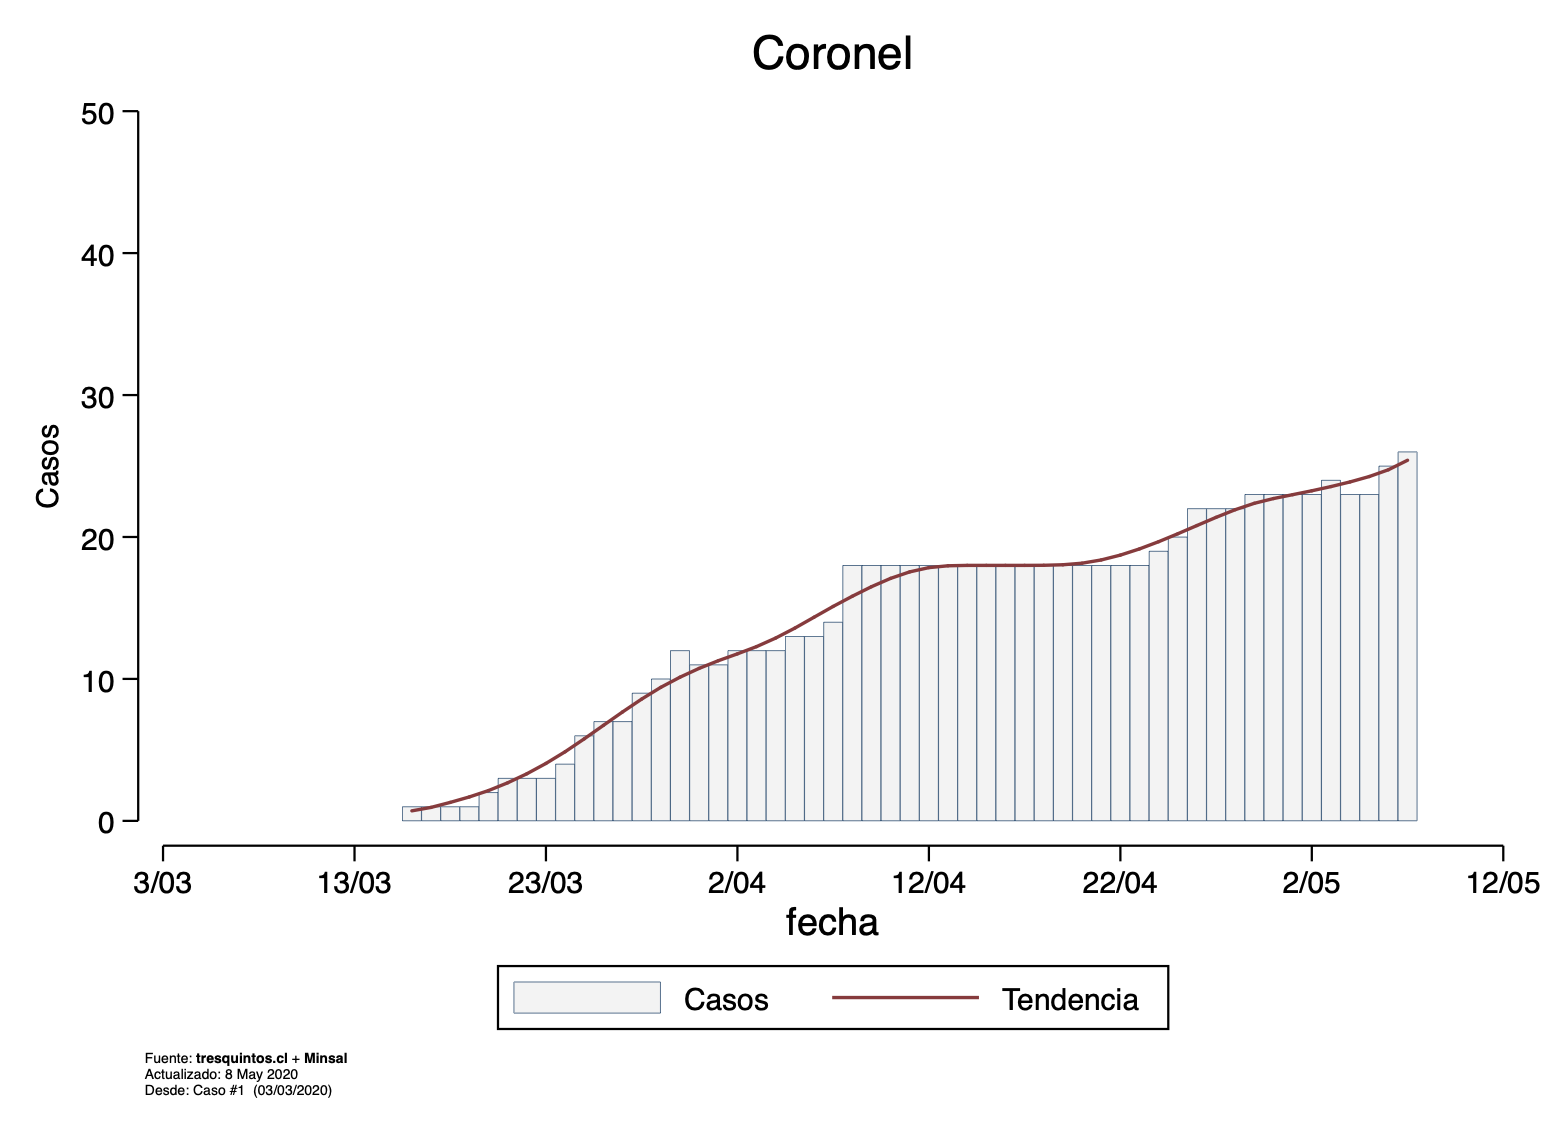 Coronel
50
40
30
20
10
0
Casos
3/03 13/03 23/03 2/04 12/04 22/04 2/05 12/05
fecha
Casos Tendencia
Fuente: tresquintos.cl + Minsal
Actualizado: 8 May 2020
Desde: Caso #1 (03/03/2020)